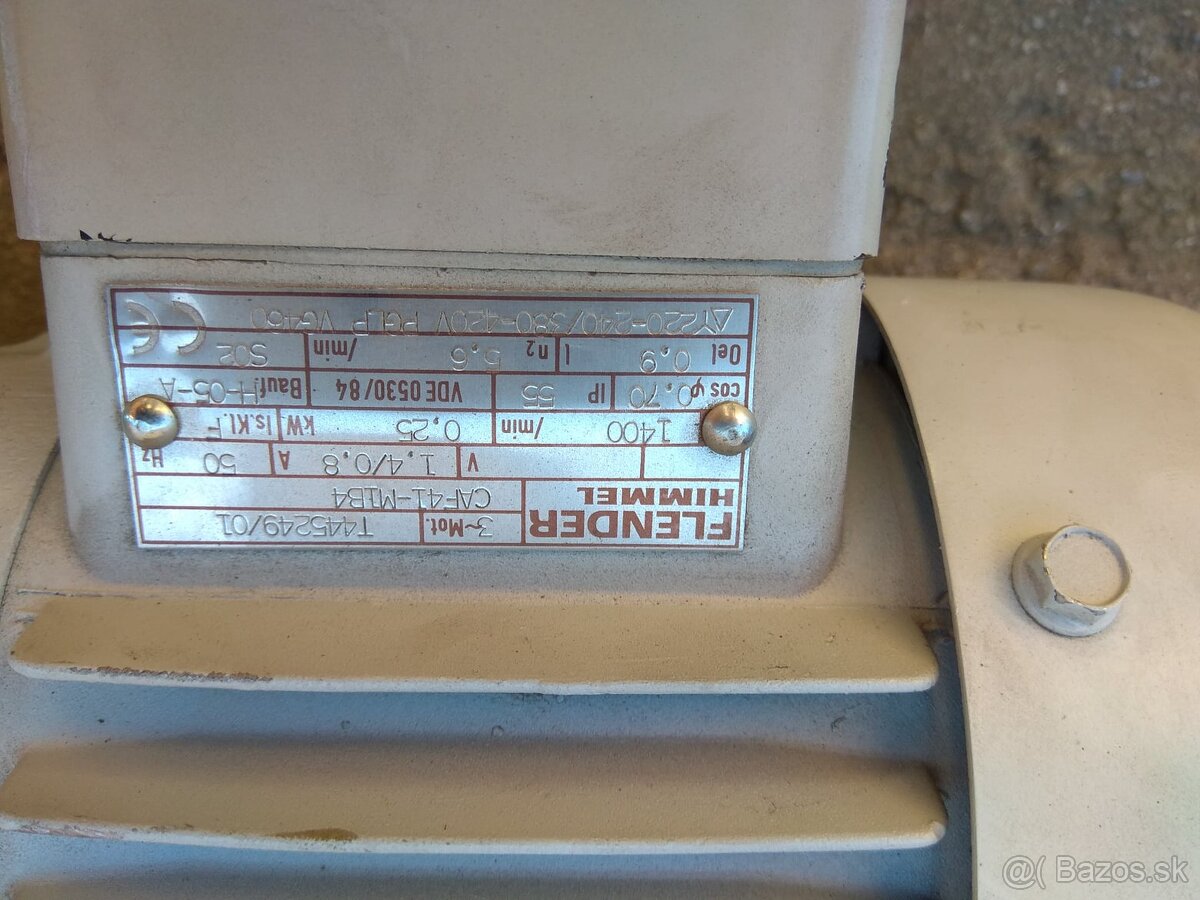 FLENDER
HIMMEL
3~Mot. T445249/01
CAF41-M1B4
V 1,4/0,8 A 50 Hz
1400 /min 0,25 kW Is.Kl. F
cos φ 0,70 IP 55 VDE 0530/84 Bauf. H-05-A
Oel 0,9 l n2 5,6 /min SO2
ΔY220-240/380-420V PGLP VG460
CE
@( Bazos.sk